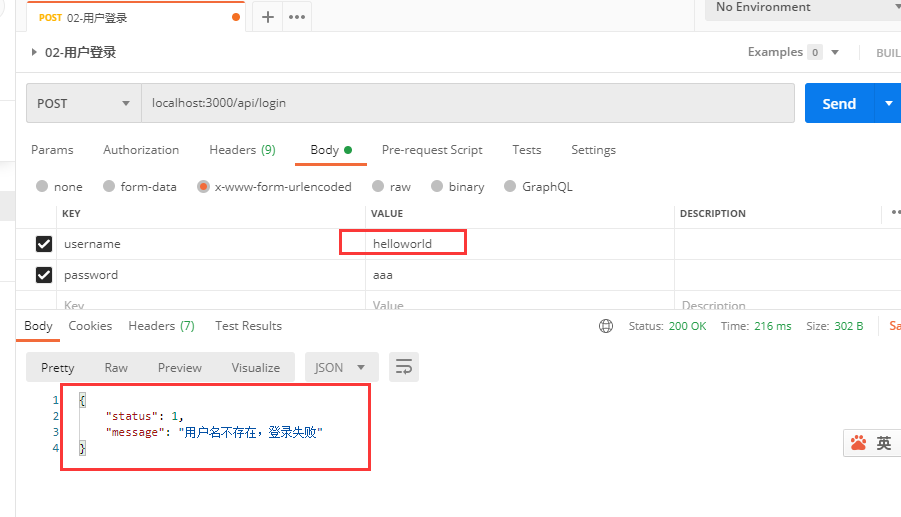 POST 02-用户登录
No Environment
02-用户登录
Examples 0
BUIL
POST localhost:3000/api/login Send
Params Authorization Headers (9) Body Pre-request Script Tests Settings
none form-data x-www-form-urlencoded raw binary GraphQL
KEY VALUE DESCRIPTION
username helloworld
password aaa
Key Value Description
Body Cookies Headers (7) Test Results Status: 200 OK Time: 216 ms Size: 302 B Sa
Pretty Raw Preview Visualize JSON
1 {
2 "status": 1,
3 "message": "用户名不存在，登录失败"
4 }
英